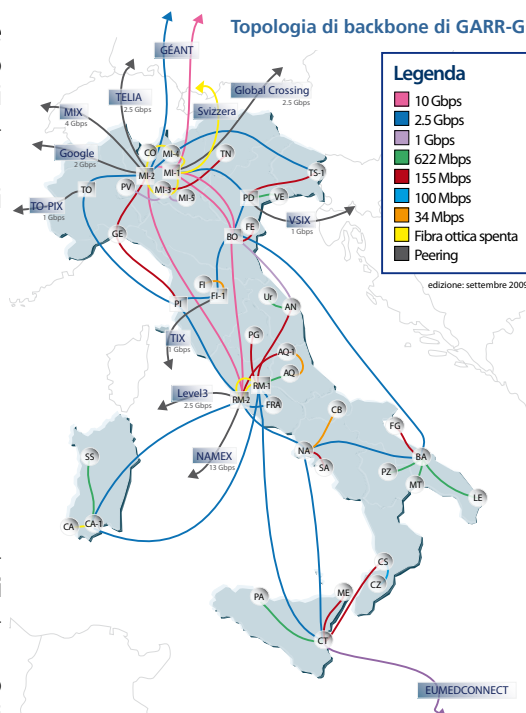 Topologia di backbone di GARR-G
GÉANT
TELIA
2.5 Gbps
Global Crossing
2.5 Gbps
MIX
4 Gbps
Svizzera
Google
2 Gbps
TO-PIX
1 Gbps
Legenda
10 Gbps
2.5 Gbps
1 Gbps
622 Mbps
155 Mbps
100 Mbps
34 Mbps
Fibra ottica spenta
Peering
edizione: settembre 2009
CO
MI-4
TN
MI-2
MI-1
TS-1
TO
PV
MI-3
MI-5
PD
VE
VSIX
1 Gbps
GE
FE
BO
FI
FI-1
Ur
AN
PI
TIX
1 Gbps
PG
AQ-1
AQ
Level3
2.5 Gbps
RM-1
RM-2
FRA
CB
FG
NAMEX
13 Gbps
NA
SA
BA
PZ
MT
LE
SS
CA
CA-1
CS
CZ
PA
ME
CT
EUMEDCONNECT